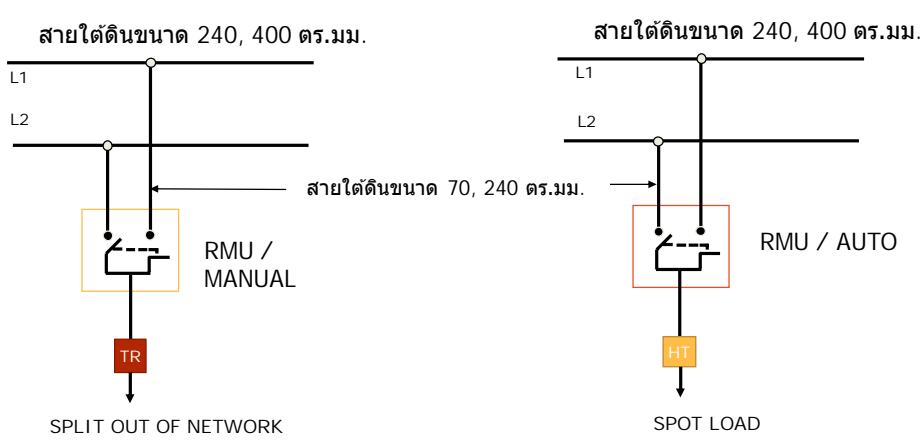 สายใต้ดินขนาด 240, 400 ตร.มม.
L1
L2
RMU /
MANUAL
TR
SPLIT OUT OF NETWORK
สายใต้ดินขนาด 70, 240 ตร.มม.
สายใต้ดินขนาด 240, 400 ตร.มม.
L1
L2
RMU / AUTO
HT
SPOT LOAD